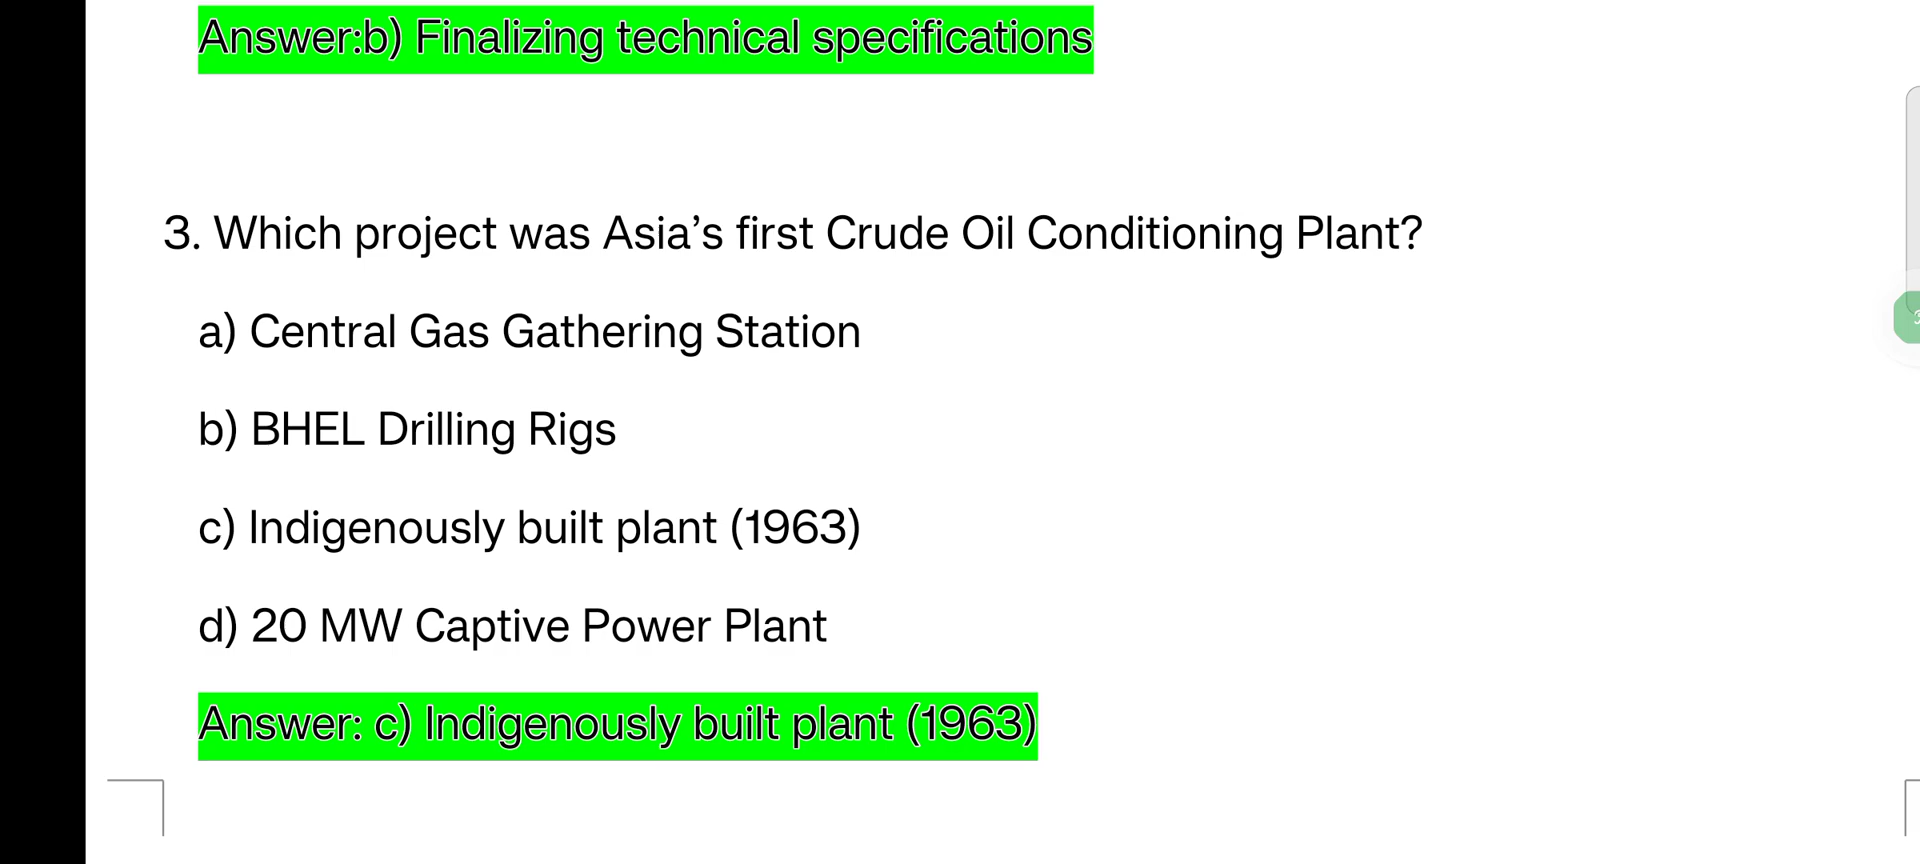 Answer:b) Finalizing technical specifications
3. Which project was Asia’s first Crude Oil Conditioning Plant?
a) Central Gas Gathering Station
b) BHEL Drilling Rigs
c) Indigenously built plant (1963)
d) 20 MW Captive Power Plant
Answer: c) Indigenously built plant (1963)